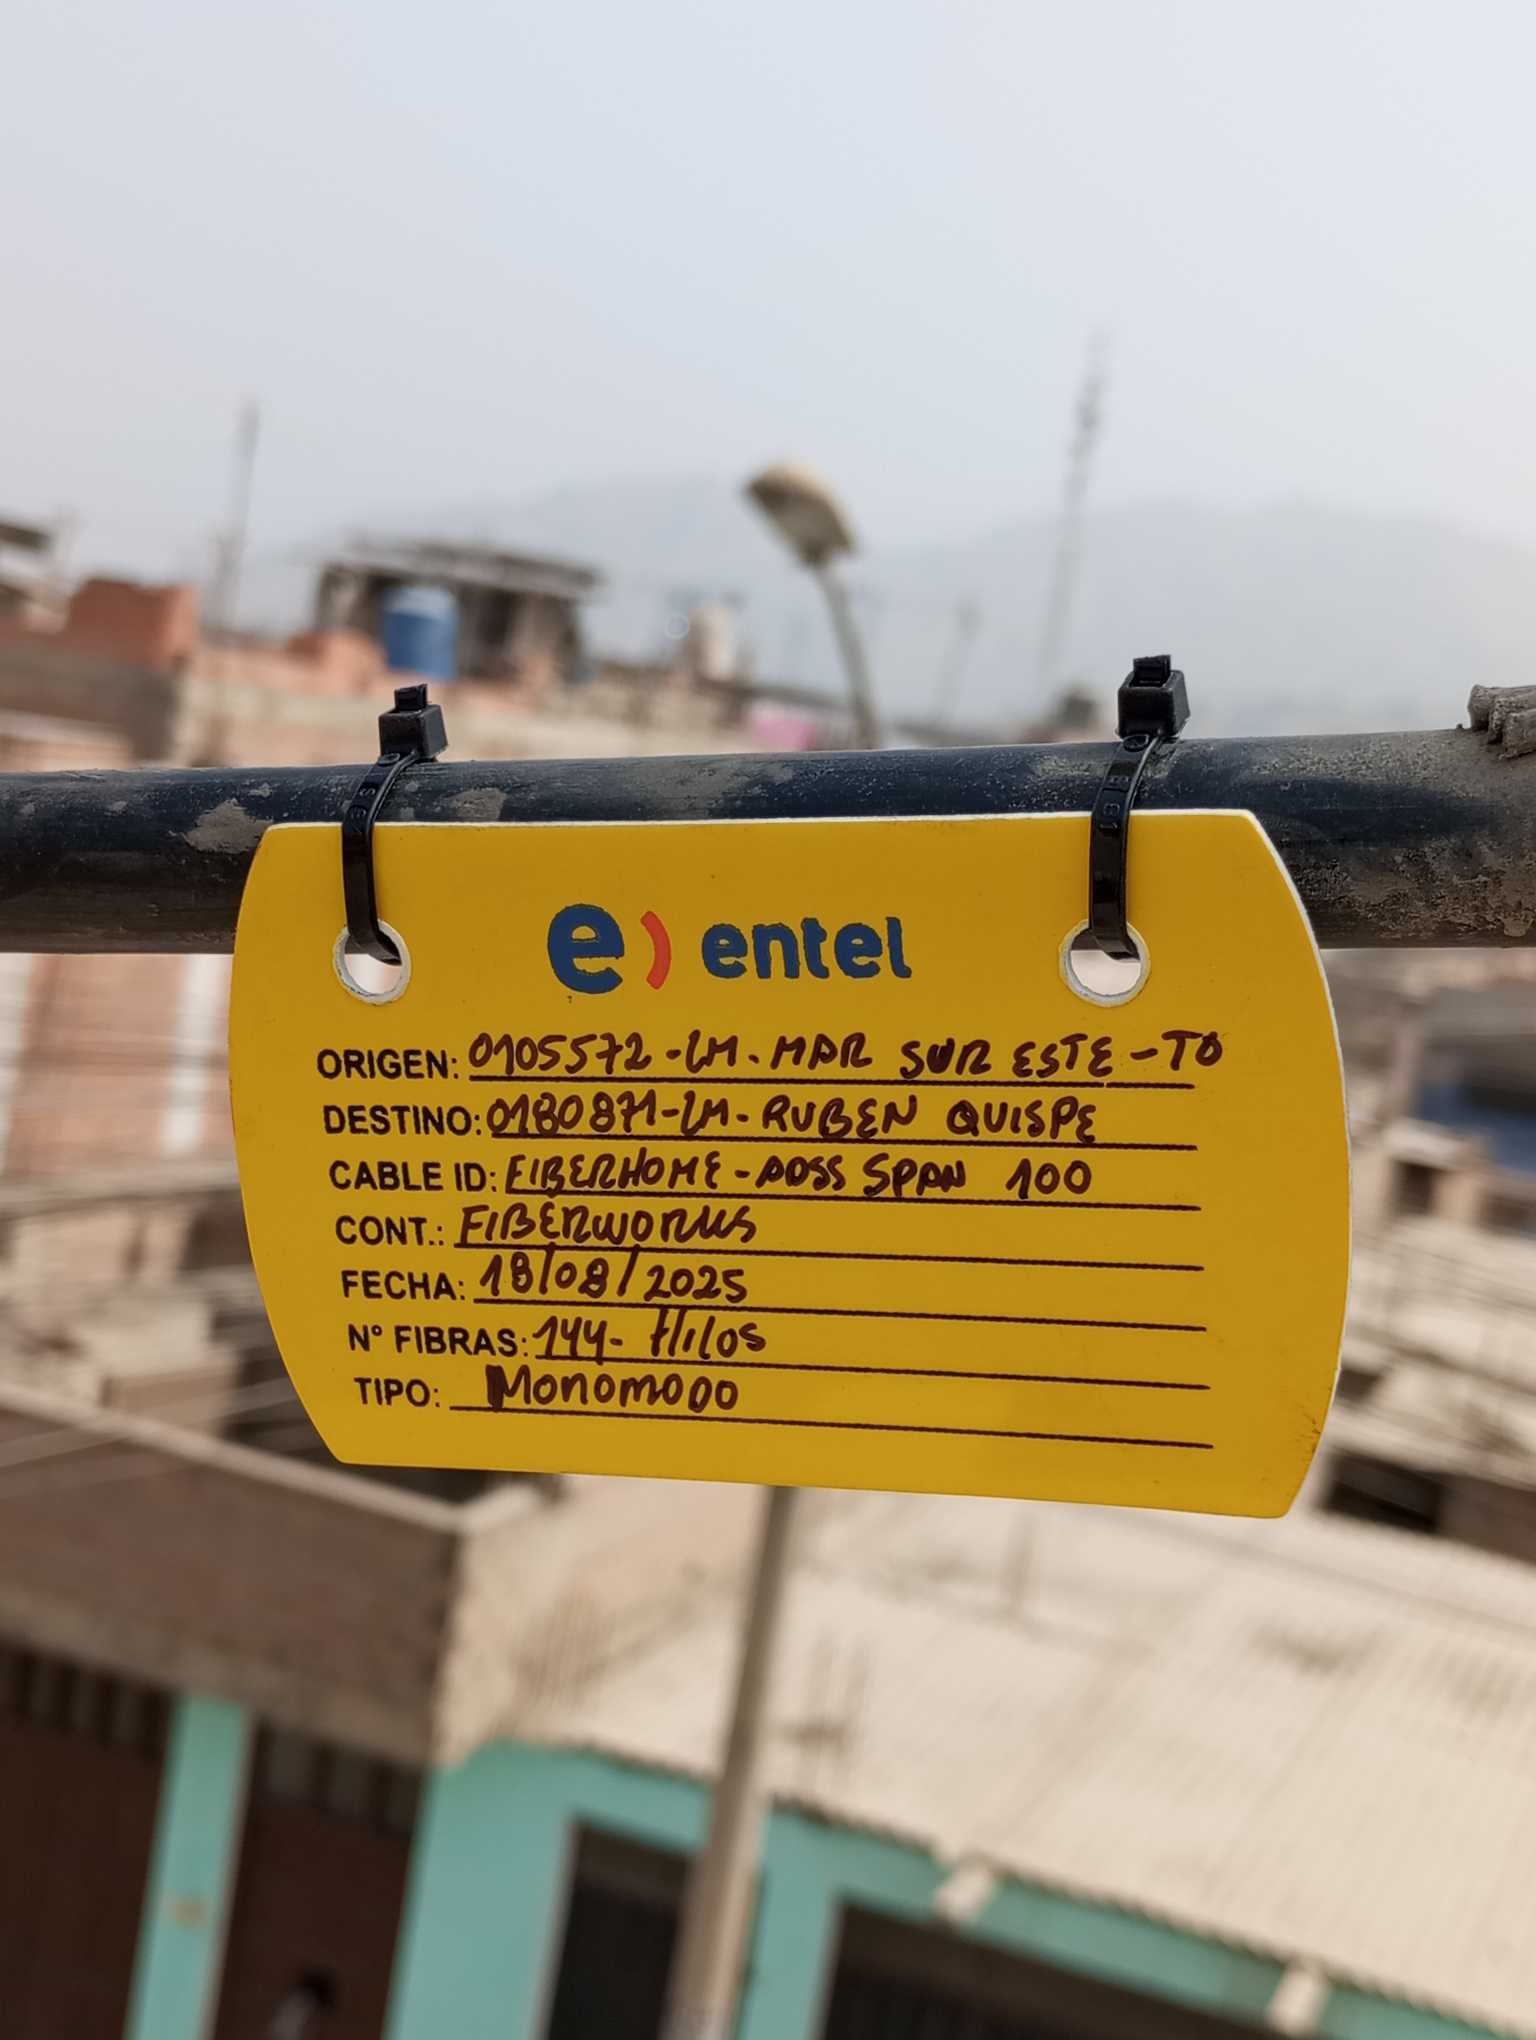 e) entel
ORIGEN: 0105572-LM-MAR SUR ESTE-TO
DESTINO: 0180871-LM-RUBEN QUISPE
CABLE ID: FIBERHOME-ADSS SPAN 100
CONT.: FIBERWORKS
FECHA: 18/08/2025
N° FIBRAS: 144- Hilos
TIPO: Monomodo